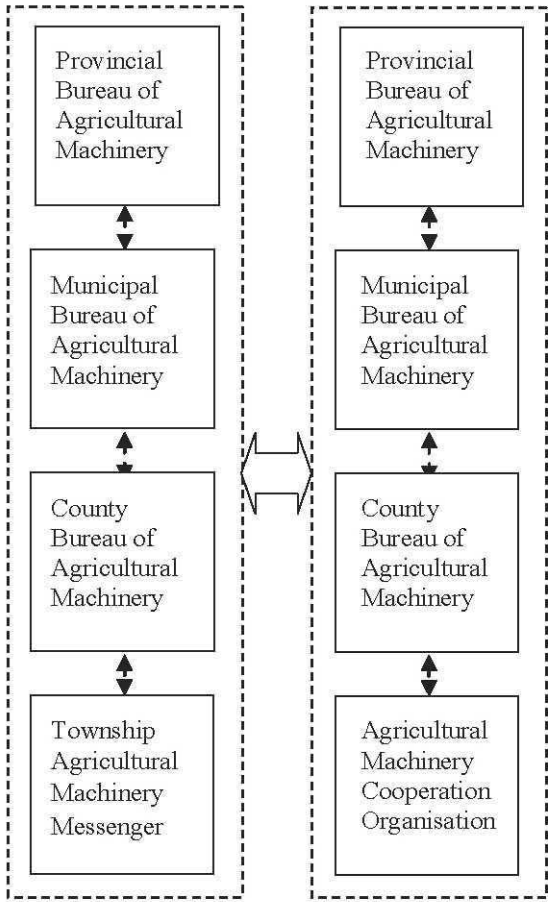 Provincial
Bureau of
Agricultural
Machinery
Municipal
Bureau of
Agricultural
Machinery
County
Bureau of
Agricultural
Machinery
Township
Agricultural
Machinery
Messenger
Provincial
Bureau of
Agricultural
Machinery
Municipal
Bureau of
Agricultural
Machinery
County
Bureau of
Agricultural
Machinery
Agricultural
Machinery
Cooperation
Organisation